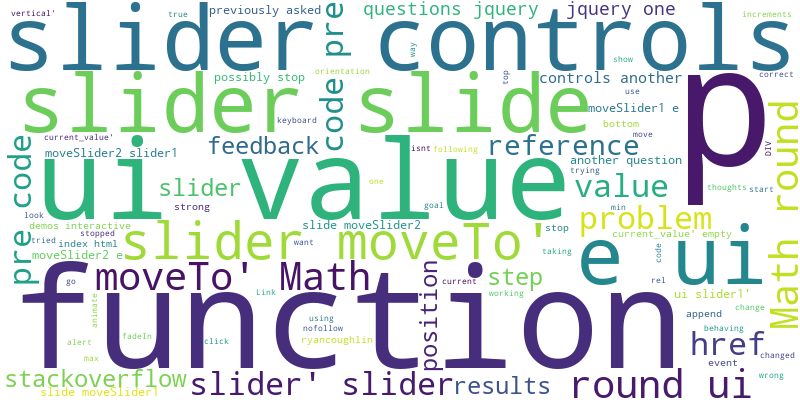 vertical'
true
previously asked
pre
questions jquery
jquery one
increments
slider controls
way
slider slide
possibly stop
orientation
code
top
controls another
show
correct
p
use
moveSlider1 e
keyboard
bottom
Math round
current_value'
pre code
moveSlider2 slider1
feedback
isnt
following
reference
move
DIV
another question
trying
ui value
slider
one
value
thoughts
start
strong
goal
min
look
demos interactive
slide moveSlider2
problem
stop
tried
stopped
index html
slider moveTo'
want
taking
current_value' empty
code
moveSlider2 e
e ui
function
go
moveTo' Math
position
current
step
rel
Link
working
ui slider1'
animate
using
nofollow
change
append
fadeIn
behaving
alert
click
ryancoughlin
href
changed
max
event
stackoverflow
slider' slider
results
round ui
wrong
slide moveSlider1